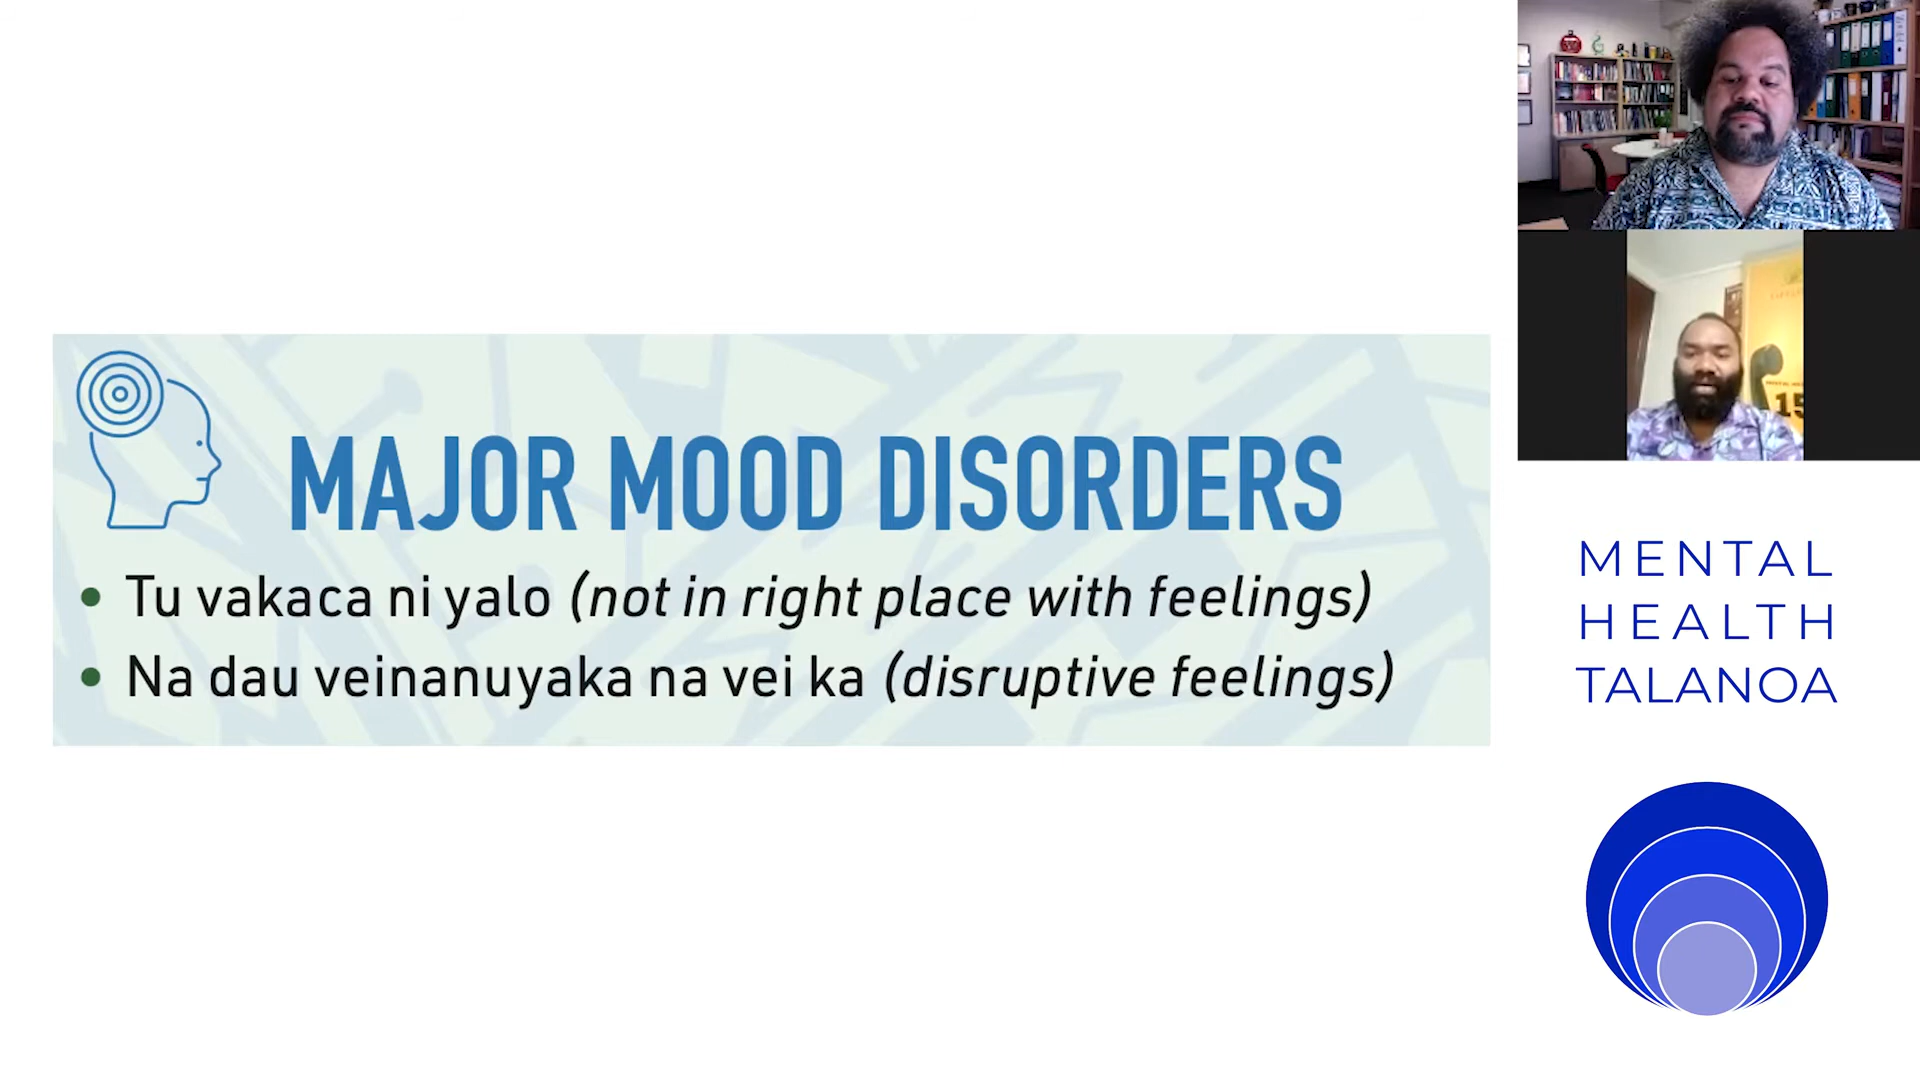 MAJOR MOOD DISORDERS
• Tu vakaca ni yalo (not in right place with feelings)
• Na dau veinanuyaka na vei ka (disruptive feelings)
15
MENTAL
HEALTH
TALANOA